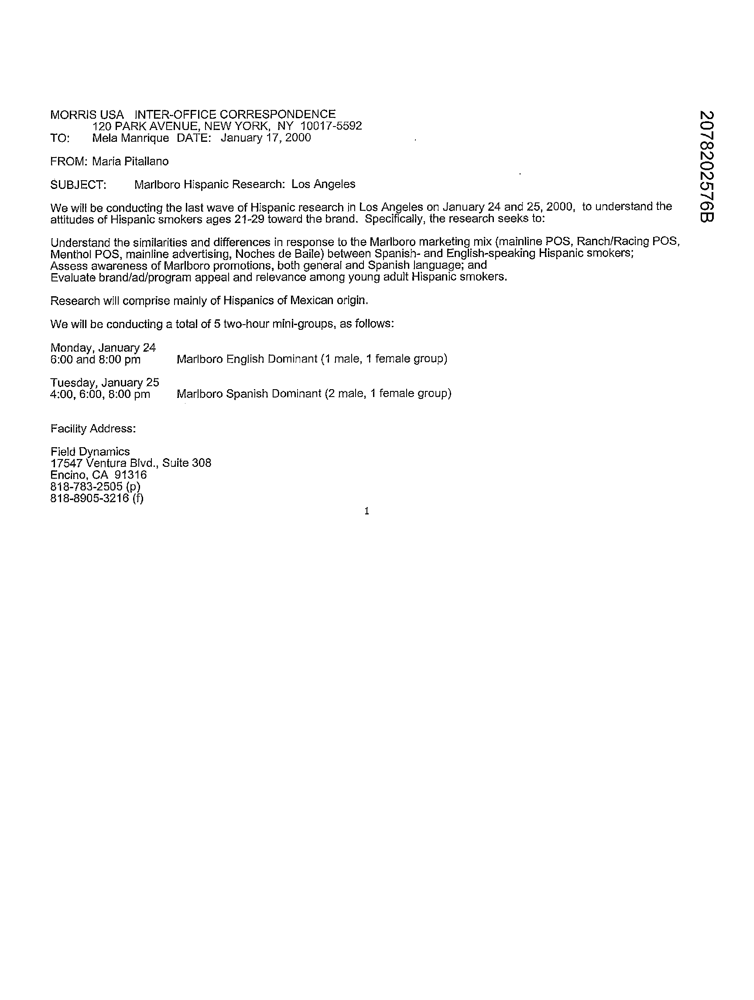 MORRIS USA   INTER-OFFICE CORRESPONDENCE
120 PARK AVENUE, NEW YORK,  NY  10017-5592
TO:     Mela Manrique  DATE:  January 17, 2000
FROM: Maria Pitallano
SUBJECT:       Marlboro Hispanic Research:  Los Angeles
We will be conducting the last wave of Hispanic research in Los Angeles on January 24 and 25, 2000,  to understand the
attitudes of Hispanic smokers ages 21-29 toward the brand.  Specifically, the research seeks to:
Understand the similarities and differences in response to the Marlboro marketing mix (mainline POS, Ranch/Racing POS,
Menthol POS, mainline advertising, Noches de Baile) between Spanish- and English-speaking Hispanic smokers;
Assess awareness of Marlboro promotions, both general and Spanish language; and
Evaluate brand/ad/program appeal and relevance among young adult Hispanic smokers.
Research will comprise mainly of Hispanics of Mexican origin.
We will be conducting a total of 5 two-hour mini-groups, as follows:
Monday, January 24
6:00 and 8:00 pm        Marlboro English Dominant (1 male, 1 female group)
Tuesday, January 25
4:00, 6:00, 8:00 pm     Marlboro Spanish Dominant (2 male, 1 female group)
Facility Address:
Field Dynamics
17547 Ventura Blvd., Suite 308
Encino, CA  91316
818-783-2505 (p)
818-8905-3216 (f)
1
2078202576B